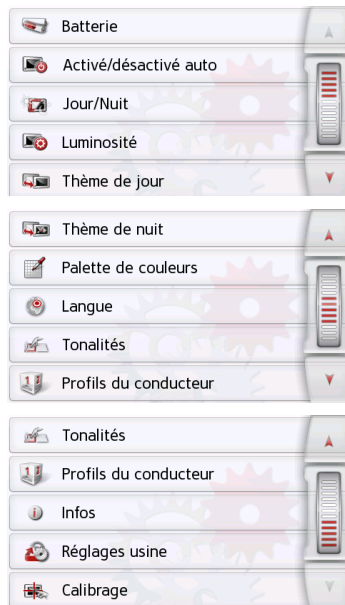 Batterie
Activé/désactivé auto
Jour/Nuit
Luminosité
Thème de jour
Thème de nuit
Palette de couleurs
Langue
Tonalités
Profils du conducteur
Tonalités
Profils du conducteur
Infos
Réglages usine
Calibrage